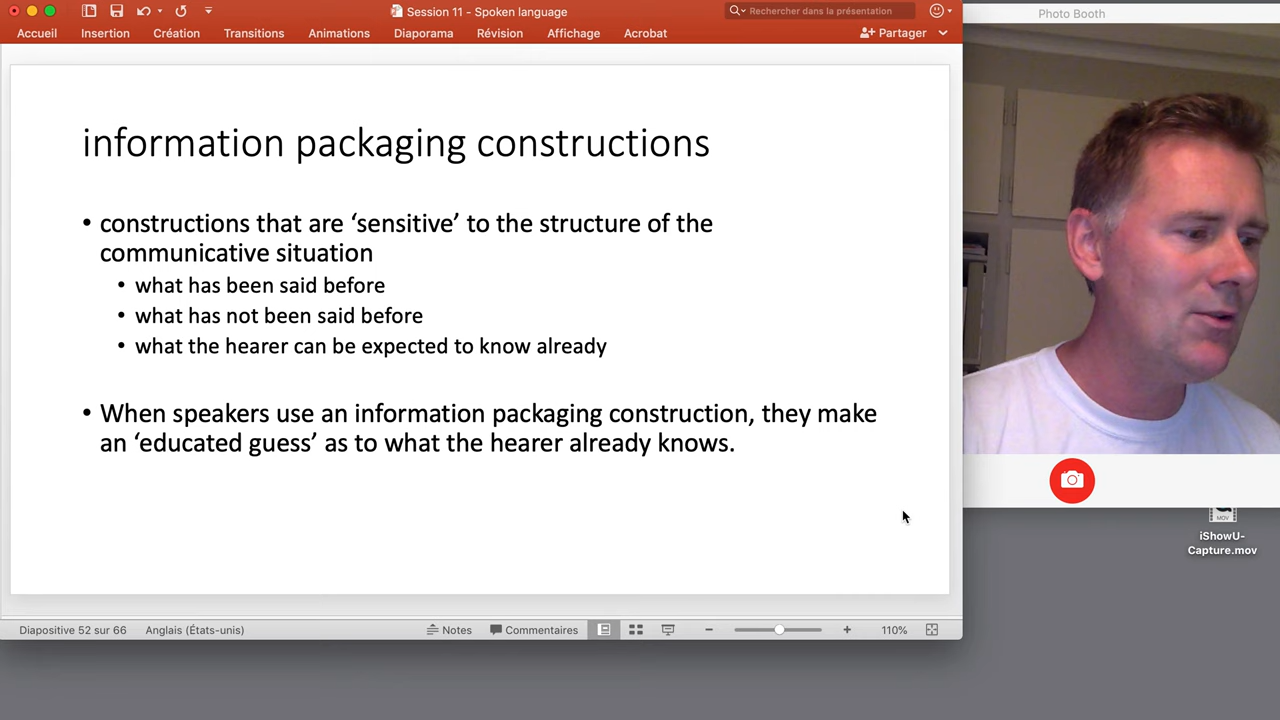 Session 11 - Spoken language
Rechercher dans la présentation
Photo Booth
Accueil Insertion Création Transitions Animations Diaporama Révision Affichage Acrobat Partager
information packaging constructions
• constructions that are ‘sensitive’ to the structure of the
communicative situation
• what has been said before
• what has not been said before
• what the hearer can be expected to know already
• When speakers use an information packaging construction, they make
an ‘educated guess’ as to what the hearer already knows.
MOV
iShowU-
Capture.mov
Diapositive 52 sur 66 Anglais (États-unis) Notes Commentaires 110%